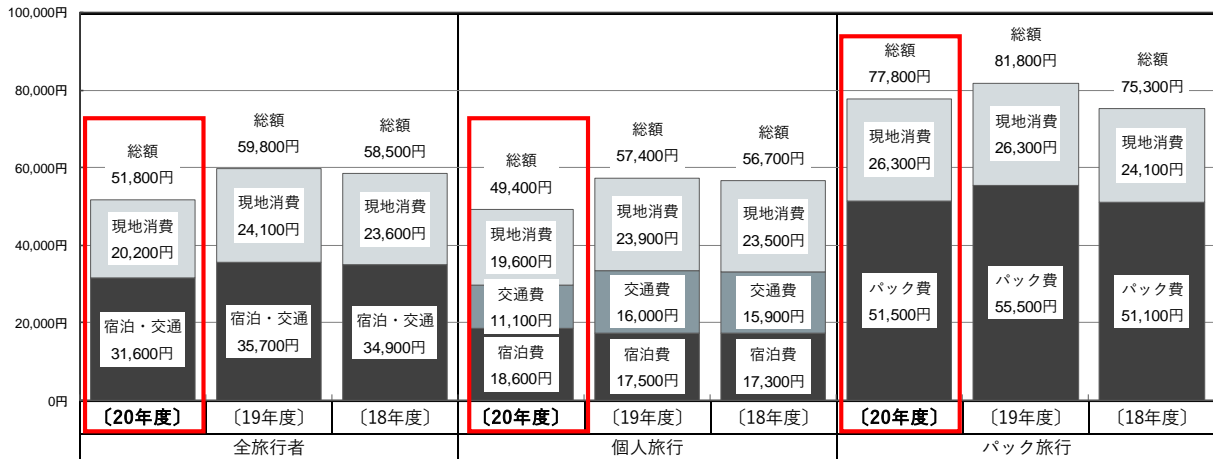 100,000円
80,000円
60,000円
40,000円
20,000円
0円
総額
51,800円
現地消費
20,200円
宿泊・交通
31,600円
総額
59,800円
現地消費
24,100円
宿泊・交通
35,700円
総額
58,500円
現地消費
23,600円
宿泊・交通
34,900円
総額
49,400円
現地消費
19,600円
交通費
11,100円
宿泊費
18,600円
総額
57,400円
現地消費
23,900円
交通費
16,000円
宿泊費
17,500円
総額
56,700円
現地消費
23,500円
交通費
15,900円
宿泊費
17,300円
総額
77,800円
現地消費
26,300円
パック費
51,500円
総額
81,800円
現地消費
26,300円
パック費
55,500円
総額
75,300円
現地消費
24,100円
パック費
51,100円
〔20年度〕 〔19年度〕 〔18年度〕 〔20年度〕 〔19年度〕 〔18年度〕 〔20年度〕 〔19年度〕 〔18年度〕
全旅行者 個人旅行 パック旅行